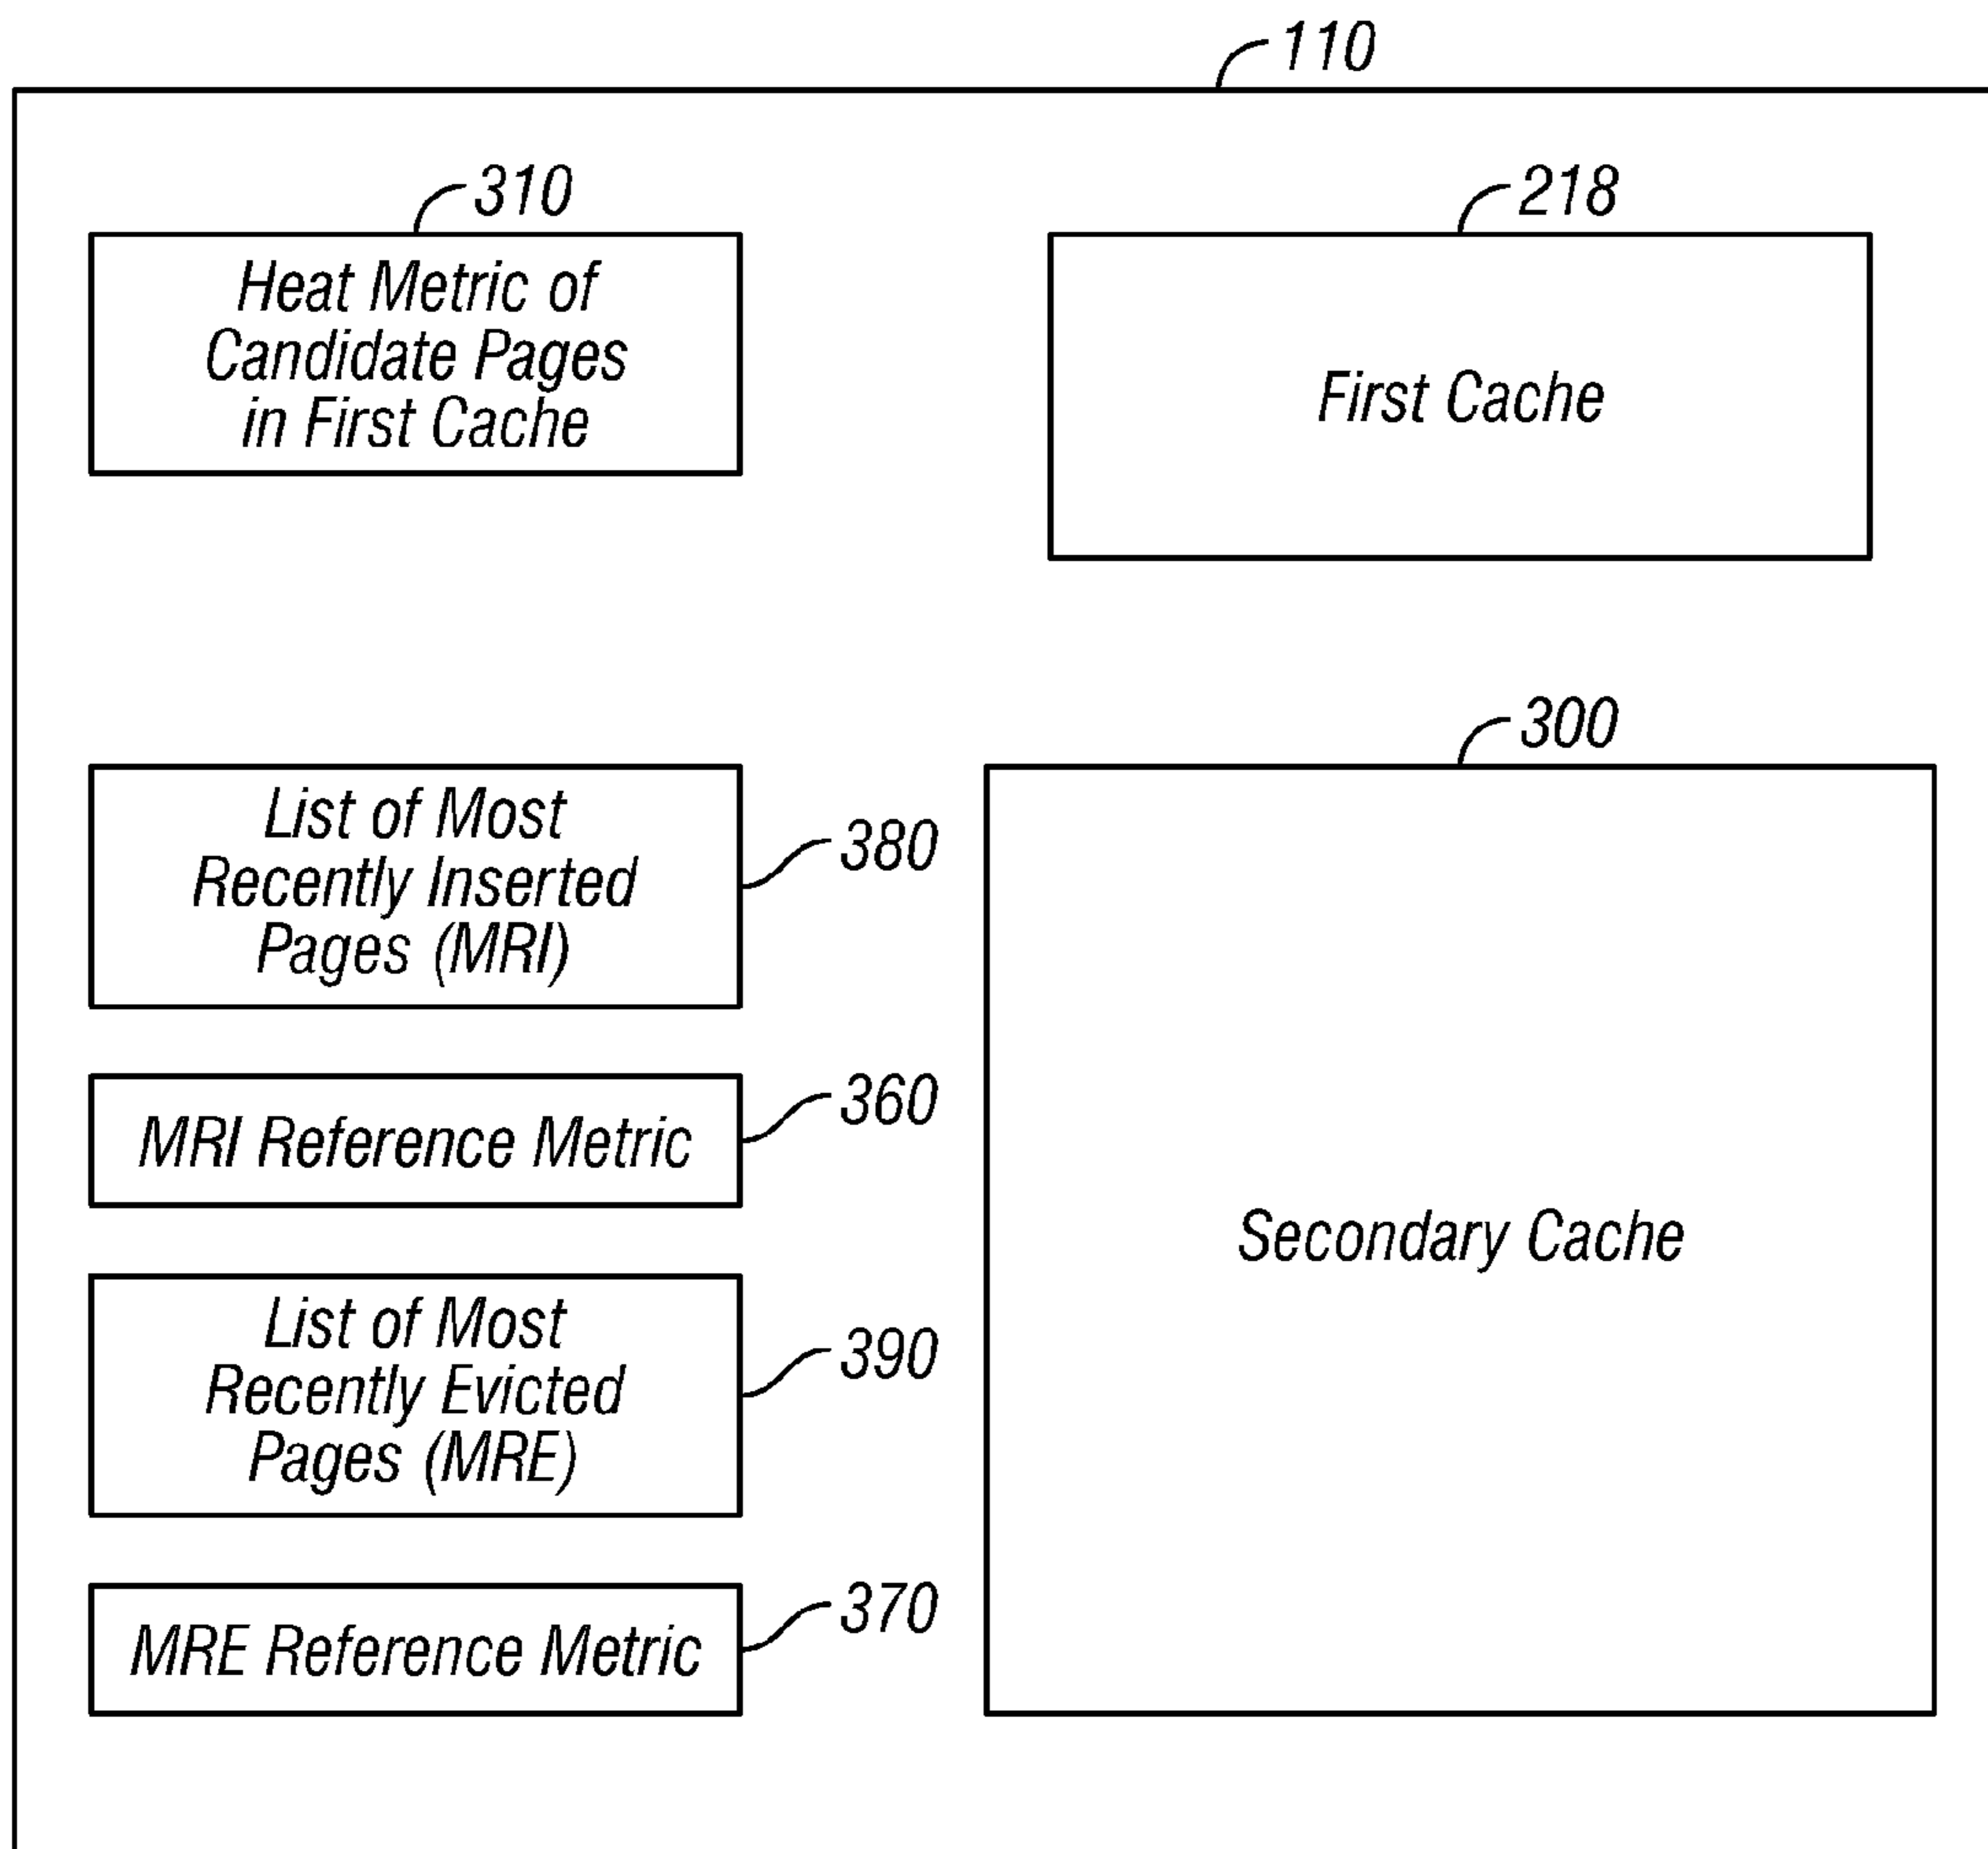 110
310
Heat Metric of
Candidate Pages
in First Cache
218
First Cache
List of Most
Recently Inserted
Pages (MRI)
380
MRI Reference Metric
360
List of Most
Recently Evicted
Pages (MRE)
390
MRE Reference Metric
370
300
Secondary Cache